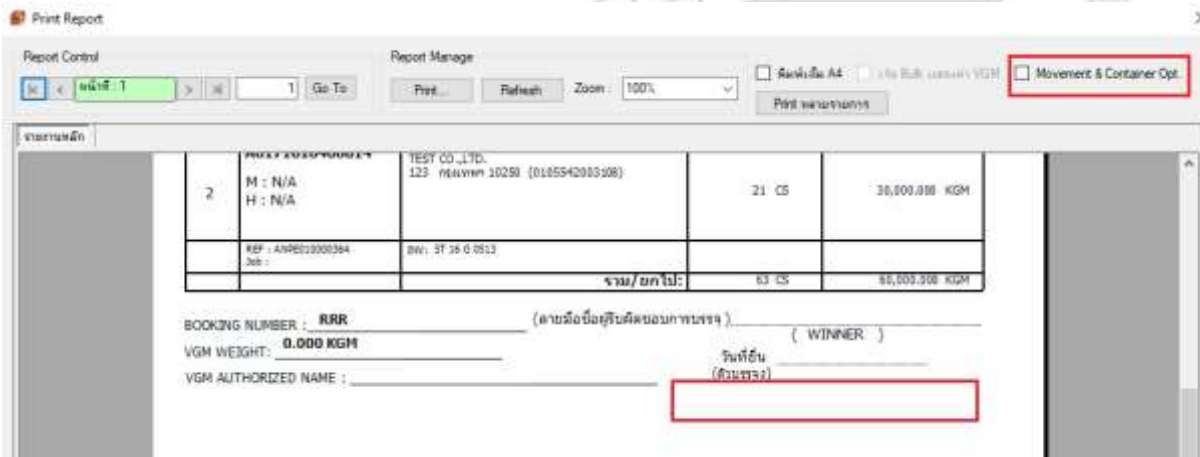 Print Report
Report Control
Report Manage
หน้าที่ : 1
1
Go To
Print...
Refresh
Zoom :
100%
พิมพ์เป็น A4
VGM
Movement & Container Opt.
Print หลายรายการ
รายงานหลัก
2
M : N/A
H : N/A
TEST CO.,LTD.
123 กรุงเทพฯ 10250 (0105542003108)
21 CS
30,000.000 KGM
Job :
รวม/ยกไป:
63 CS
60,000.000 KGM
BOOKING NUMBER : RRR
(ลายมือชื่อผู้รับผิดชอบการบรรจุ )
( WINNER )
VGM WEIGHT: 0.000 KGM
วันที่ยื่น
VGM AUTHORIZED NAME :
(ตัวบรรจง)